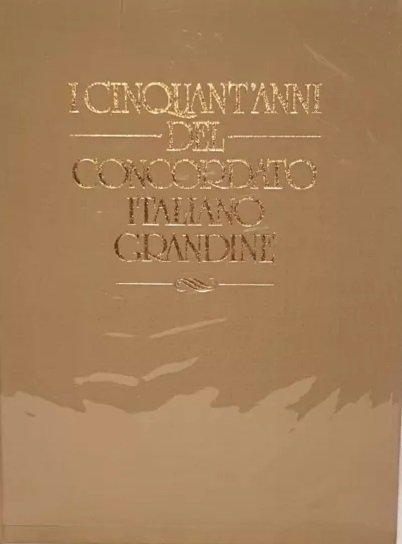 I CINQUANT'ANNI
DEL
CONCORDATO
ITALIANO
GRANDINE